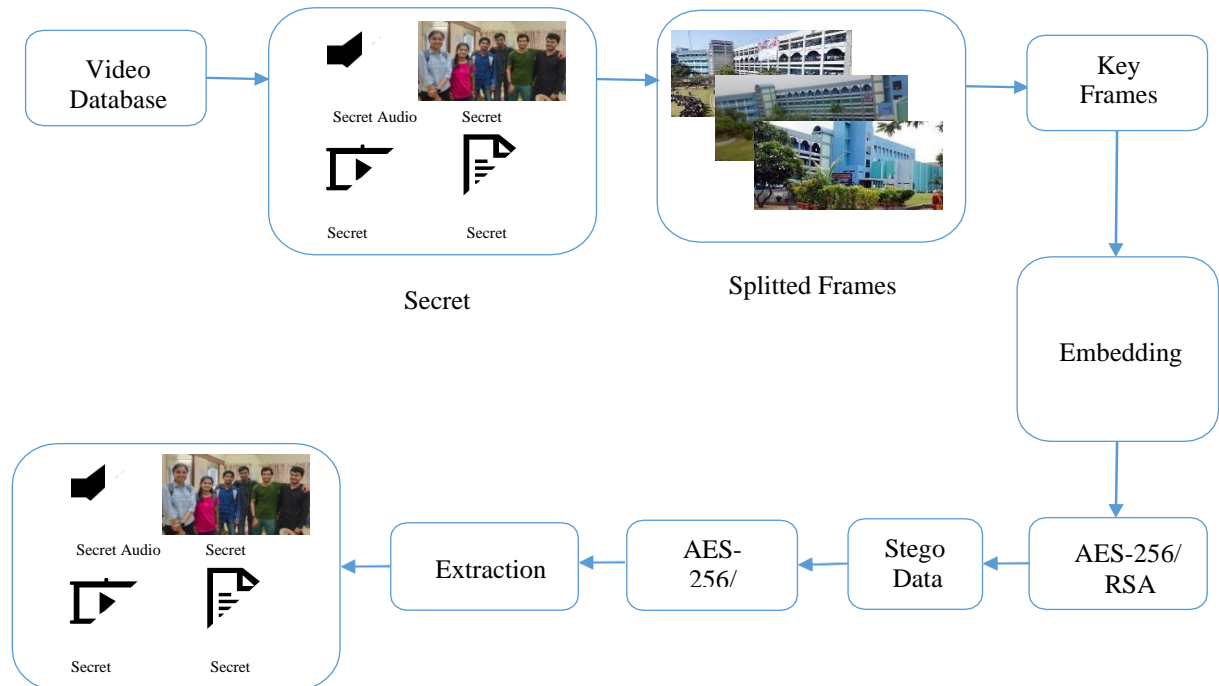 Video
Database
Secret Audio
Secret
Secret
Secret
Secret
Splitted Frames
Key
Frames
Embedding
AES-256/
RSA
Stego
Data
AES-
256/
Extraction
Secret Audio
Secret
Secret
Secret